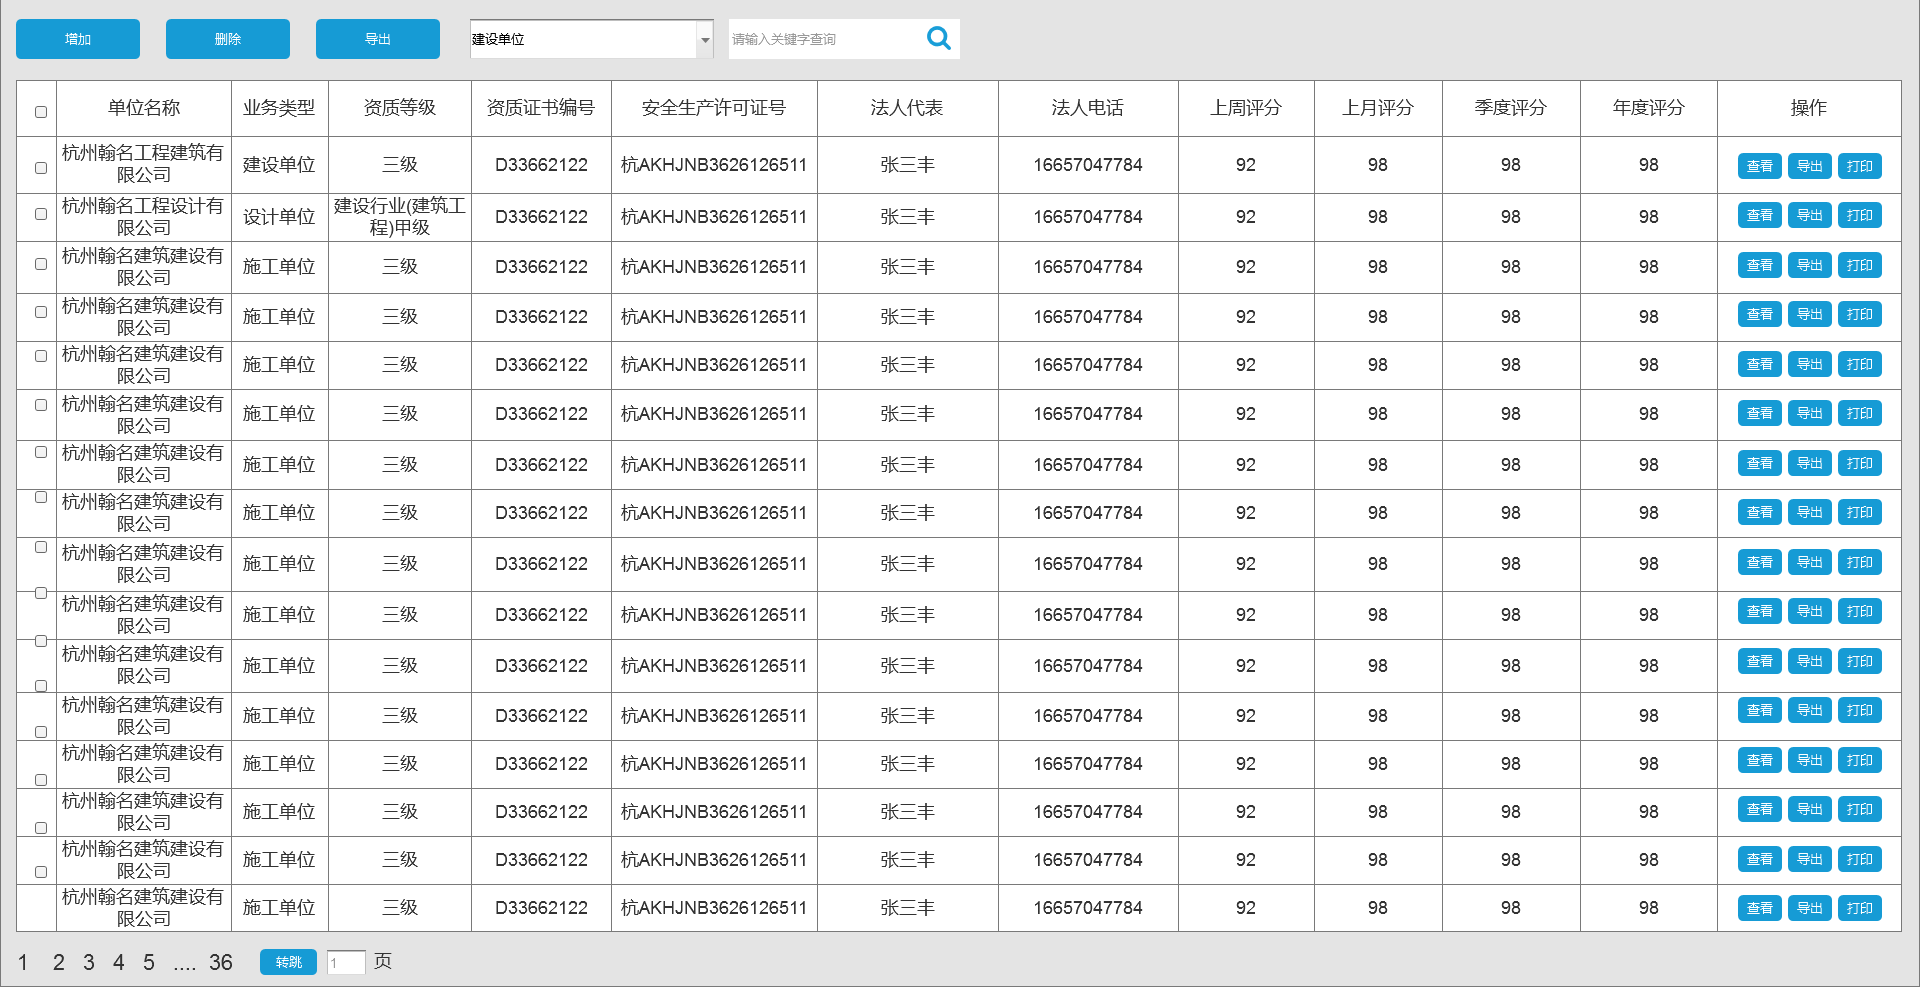 增加 删除 导出 建设单位 请输入关键字查询
单位名称 业务类型 资质等级 资质证书编号 安全生产许可证号 法人代表 法人电话 上周评分 上月评分 季度评分 年度评分 操作
杭州翰名工程建筑有
限公司 建设单位 三级 D33662122 杭AKHJNB3626126511 张三丰 16657047784 92 98 98 98 查看 导出 打印
杭州翰名工程设计有
限公司 设计单位 建设行业(建筑工
程)甲级 D33662122 杭AKHJNB3626126511 张三丰 16657047784 92 98 98 98 查看 导出 打印
杭州翰名建筑建设有
限公司 施工单位 三级 D33662122 杭AKHJNB3626126511 张三丰 16657047784 92 98 98 98 查看 导出 打印
杭州翰名建筑建设有
限公司 施工单位 三级 D33662122 杭AKHJNB3626126511 张三丰 16657047784 92 98 98 98 查看 导出 打印
杭州翰名建筑建设有
限公司 施工单位 三级 D33662122 杭AKHJNB3626126511 张三丰 16657047784 92 98 98 98 查看 导出 打印
杭州翰名建筑建设有
限公司 施工单位 三级 D33662122 杭AKHJNB3626126511 张三丰 16657047784 92 98 98 98 查看 导出 打印
杭州翰名建筑建设有
限公司 施工单位 三级 D33662122 杭AKHJNB3626126511 张三丰 16657047784 92 98 98 98 查看 导出 打印
杭州翰名建筑建设有
限公司 施工单位 三级 D33662122 杭AKHJNB3626126511 张三丰 16657047784 92 98 98 98 查看 导出 打印
杭州翰名建筑建设有
限公司 施工单位 三级 D33662122 杭AKHJNB3626126511 张三丰 16657047784 92 98 98 98 查看 导出 打印
杭州翰名建筑建设有
限公司 施工单位 三级 D33662122 杭AKHJNB3626126511 张三丰 16657047784 92 98 98 98 查看 导出 打印
杭州翰名建筑建设有
限公司 施工单位 三级 D33662122 杭AKHJNB3626126511 张三丰 16657047784 92 98 98 98 查看 导出 打印
杭州翰名建筑建设有
限公司 施工单位 三级 D33662122 杭AKHJNB3626126511 张三丰 16657047784 92 98 98 98 查看 导出 打印
杭州翰名建筑建设有
限公司 施工单位 三级 D33662122 杭AKHJNB3626126511 张三丰 16657047784 92 98 98 98 查看 导出 打印
杭州翰名建筑建设有
限公司 施工单位 三级 D33662122 杭AKHJNB3626126511 张三丰 16657047784 92 98 98 98 查看 导出 打印
杭州翰名建筑建设有
限公司 施工单位 三级 D33662122 杭AKHJNB3626126511 张三丰 16657047784 92 98 98 98 查看 导出 打印
杭州翰名建筑建设有
限公司 施工单位 三级 D33662122 杭AKHJNB3626126511 张三丰 16657047784 92 98 98 98 查看 导出 打印
1 2 3 4 5 .... 36 转跳 1 页